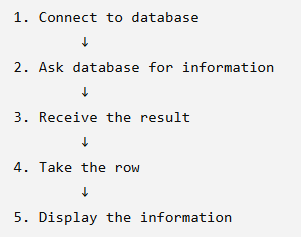 1. Connect to database
↓
2. Ask database for information
↓
3. Receive the result
↓
4. Take the row
↓
5. Display the information